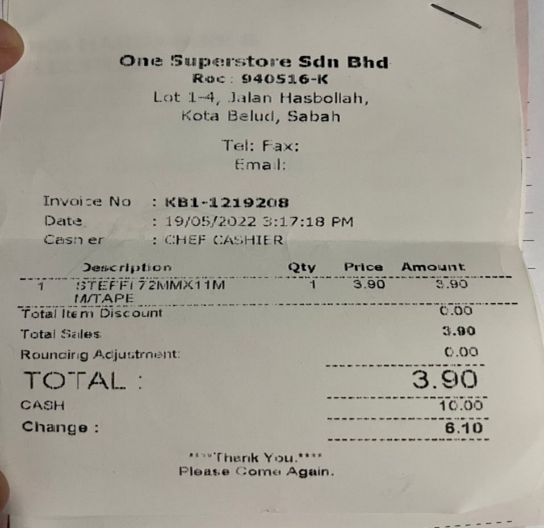 One Superstore Sdn Bhd
Roc : 940516-K
Lot 1-4, Jalan Hasbollah,
Kota Belud, Sabah
Tel: Fax:
Email:
Invoice No : KB1-1219208
Date : 19/05/2022 3:17:18 PM
Cashier : CHEF CASHIER
Description Qty Price Amount
1 STEFFI 72MMX11M 1 3.90 3.90
M/TAPE
Total Item Discount 0.00
Total Sales 3.90
Rounding Adjustment: 0.00
TOTAL : 3.90
CASH 10.00
Change : 6.10
****Thank You.****
Please Come Again.